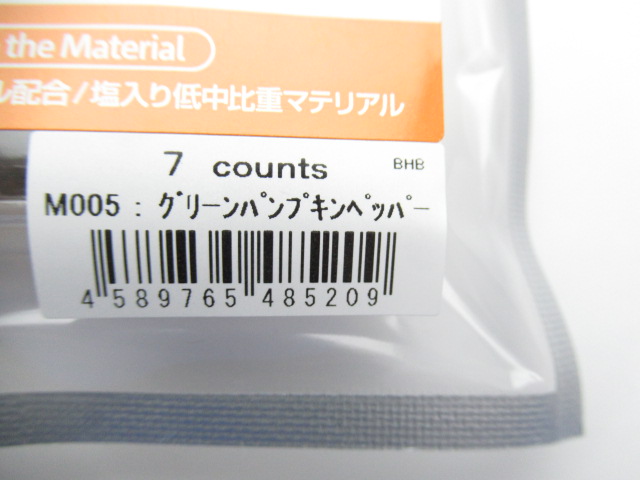 the Material
ル配合/塩入り低中比重マテリアル
7 counts BHB
M005 : ｸﾞﾘｰﾝﾊﾟﾝﾌﾟｷﾝﾍﾟｯﾊﾟｰ
4 589765 485209